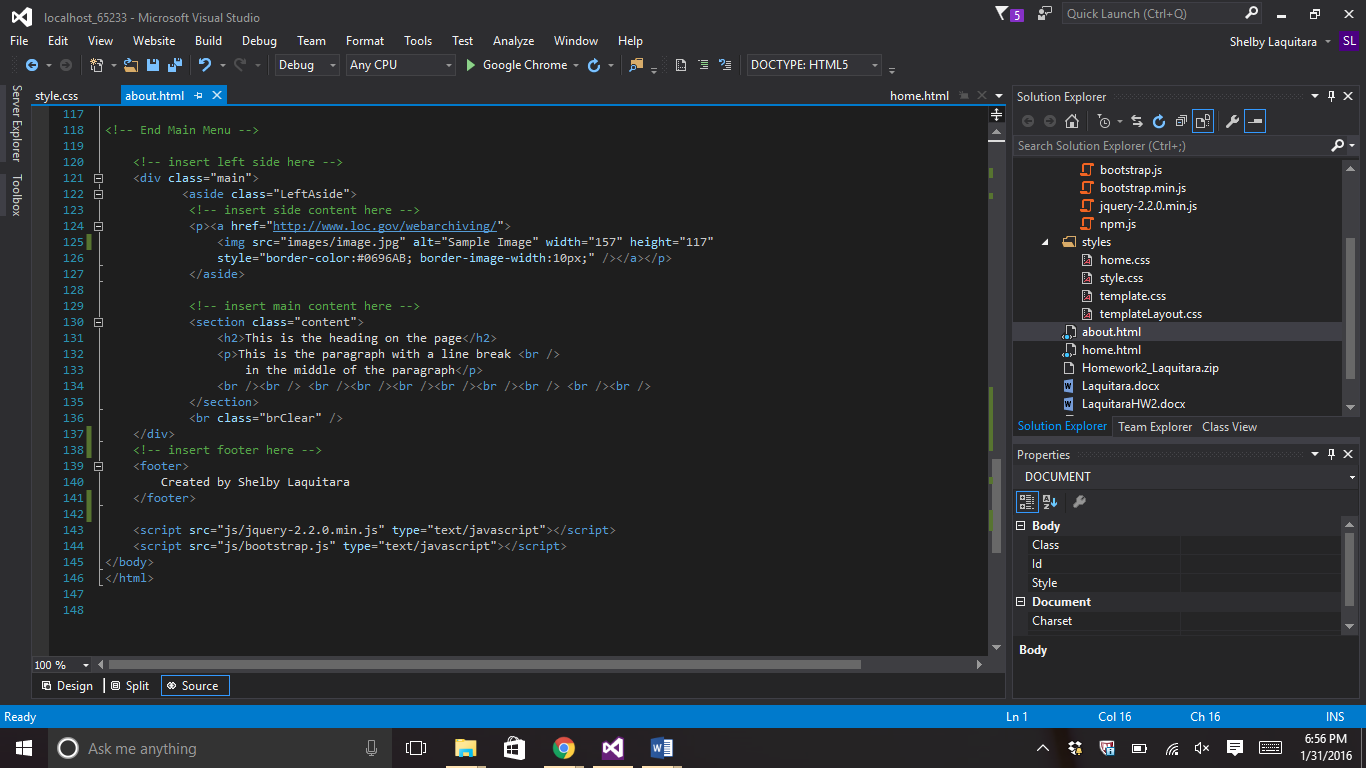 localhost_65233 - Microsoft Visual Studio
5
Quick Launch (Ctrl+Q)
File Edit View Website Build Debug Team Format Tools Test Analyze Window Help
Shelby Laquitara SL
Debug Any CPU Google Chrome DOCTYPE: HTML5
Server Explorer
Toolbox
style.css about.html home.html
117
118 <!-- End Main Menu -->
119
120 <!-- insert left side here -->
121 <div class="main">
122 <aside class="LeftAside">
123 <!-- insert side content here -->
124 <p><a href="http://www.loc.gov/webarchiving/">
125 <img src="images/image.jpg" alt="Sample Image" width="157" height="117"
126 style="border-color:#0696AB; border-image-width:10px;" /></a></p>
127 </aside>
128
129 <!-- insert main content here -->
130 <section class="content">
131 <h2>This is the heading on the page</h2>
132 <p>This is the paragraph with a line break <br />
133 in the middle of the paragraph</p>
134 <br /><br /> <br /><br /><br /><br /><br /><br /> <br /><br />
135 </section>
136 <br class="brClear" />
137 </div>
138 <!-- insert footer here -->
139 <footer>
140 Created by Shelby Laquitara
141 </footer>
142
143 <script src="js/jquery-2.2.0.min.js" type="text/javascript"></script>
144 <script src="js/bootstrap.js" type="text/javascript"></script>
145 </body>
146 </html>
147
148
100 %
Design Split Source
Solution Explorer
Search Solution Explorer (Ctrl+;)
bootstrap.js
bootstrap.min.js
jquery-2.2.0.min.js
npm.js
styles
home.css
style.css
template.css
templateLayout.css
about.html
home.html
Homework2_Laquitara.zip
Laquitara.docx
LaquitaraHW2.docx
Solution Explorer Team Explorer Class View
Properties
DOCUMENT
Body
Class
Id
Style
Document
Charset
Body
Ready Ln 1 Col 16 Ch 16 INS
Ask me anything
6:56 PM
1/31/2016